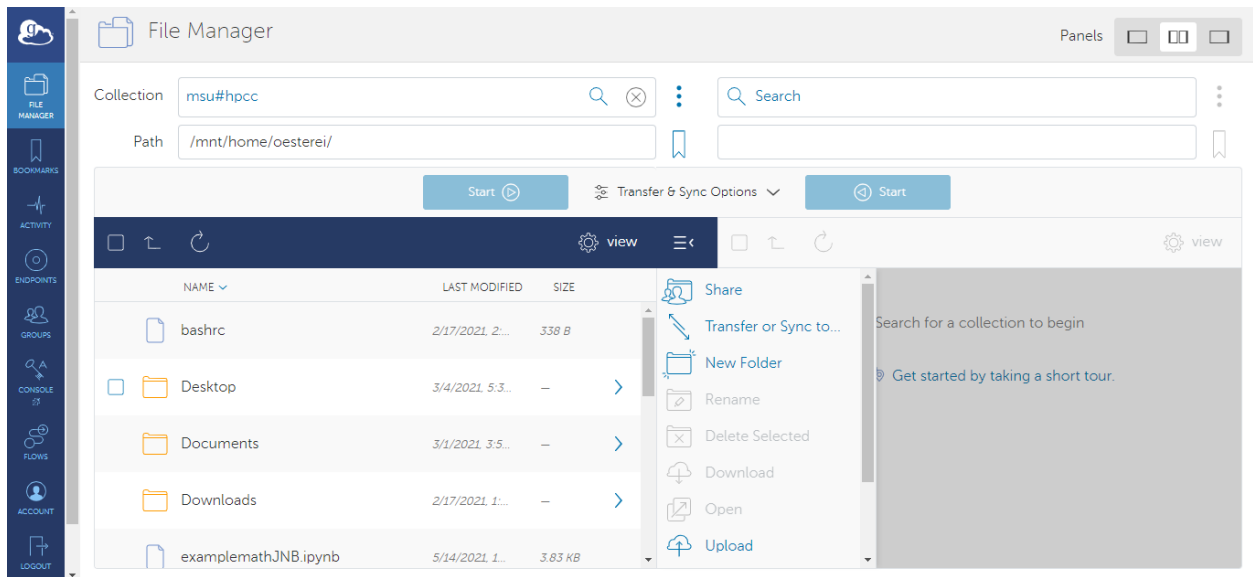 g
File Manager
Panels
FILE
MANAGER
BOOKMARKS
ACTIVITY
ENDPOINTS
GROUPS
CONSOLE
FLOWS
ACCOUNT
LOGOUT
Collection
msu#hpcc
Search
Path
/mnt/home/oesterei/
Start
Transfer & Sync Options
Start
view
view
NAME
LAST MODIFIED
SIZE
bashrc
2/17/2021, 2:...
338 B
Desktop
3/4/2021, 5:3...
–
Documents
3/1/2021, 3:5...
–
Downloads
2/17/2021, 1:...
–
examplemathJNB.ipynb
5/14/2021, 1...
3.83 KB
Share
Transfer or Sync to...
New Folder
Rename
Delete Selected
Download
Open
Upload
Search for a collection to begin
Get started by taking a short tour.